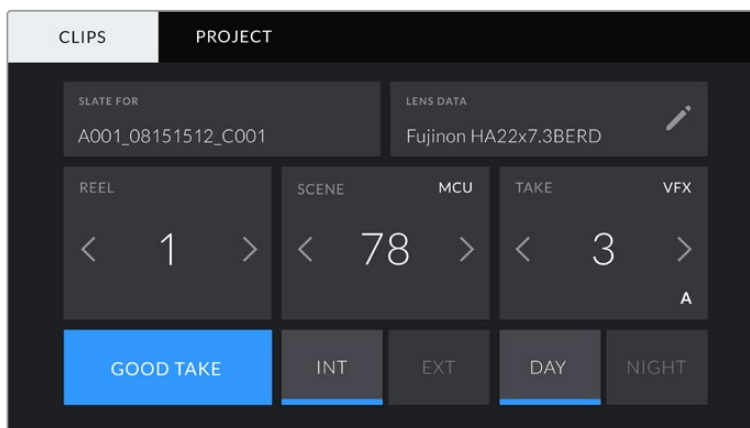 CLIPS PROJECT
SLATE FOR
A001_08151512_C001
LENS DATA
Fujinon HA22x7.3BERD
REEL
1
SCENE MCU
78
TAKE VFX
3
A
GOOD TAKE
INT
EXT
DAY
NIGHT